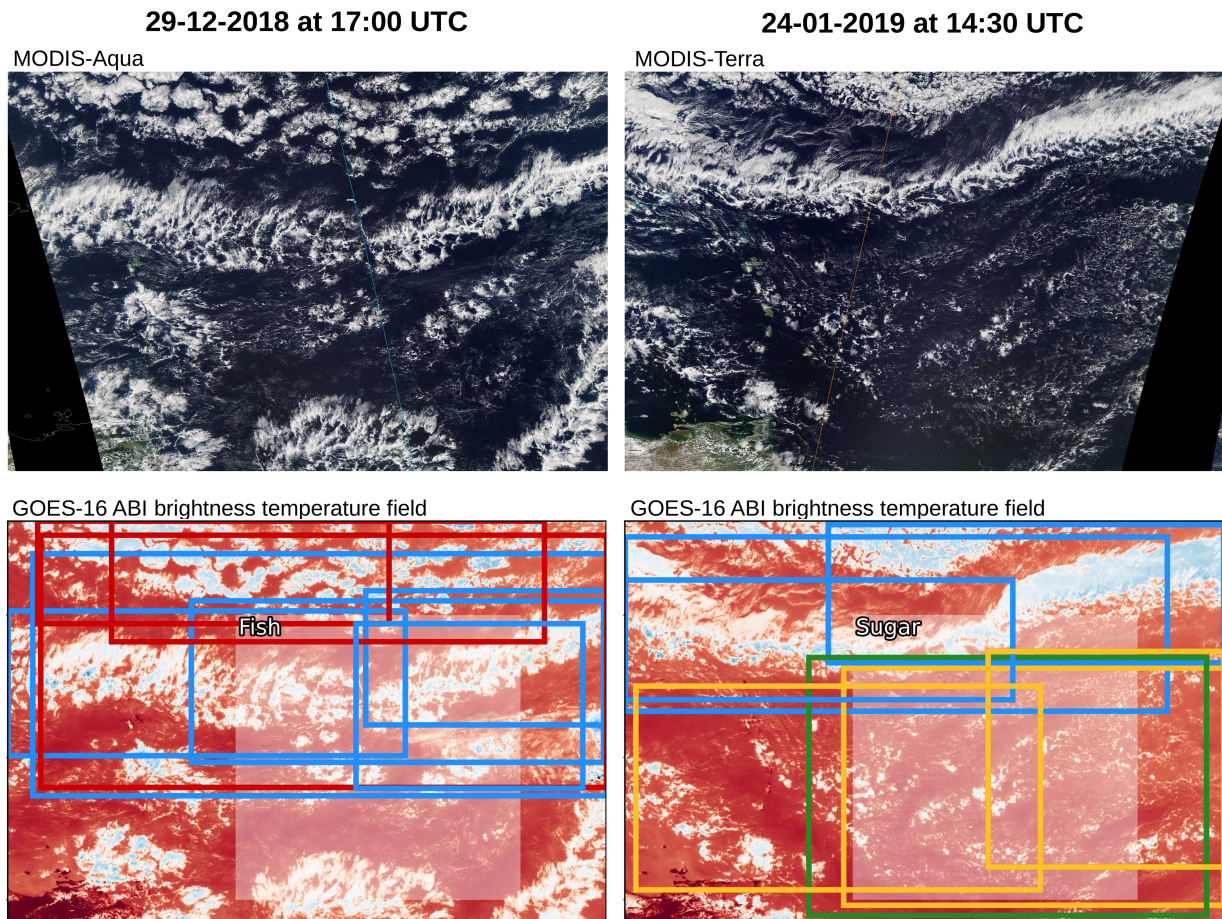 29-12-2018 at 17:00 UTC
24-01-2019 at 14:30 UTC
MODIS-Aqua
MODIS-Terra
GOES-16 ABI brightness temperature field
GOES-16 ABI brightness temperature field
Fish
Sugar